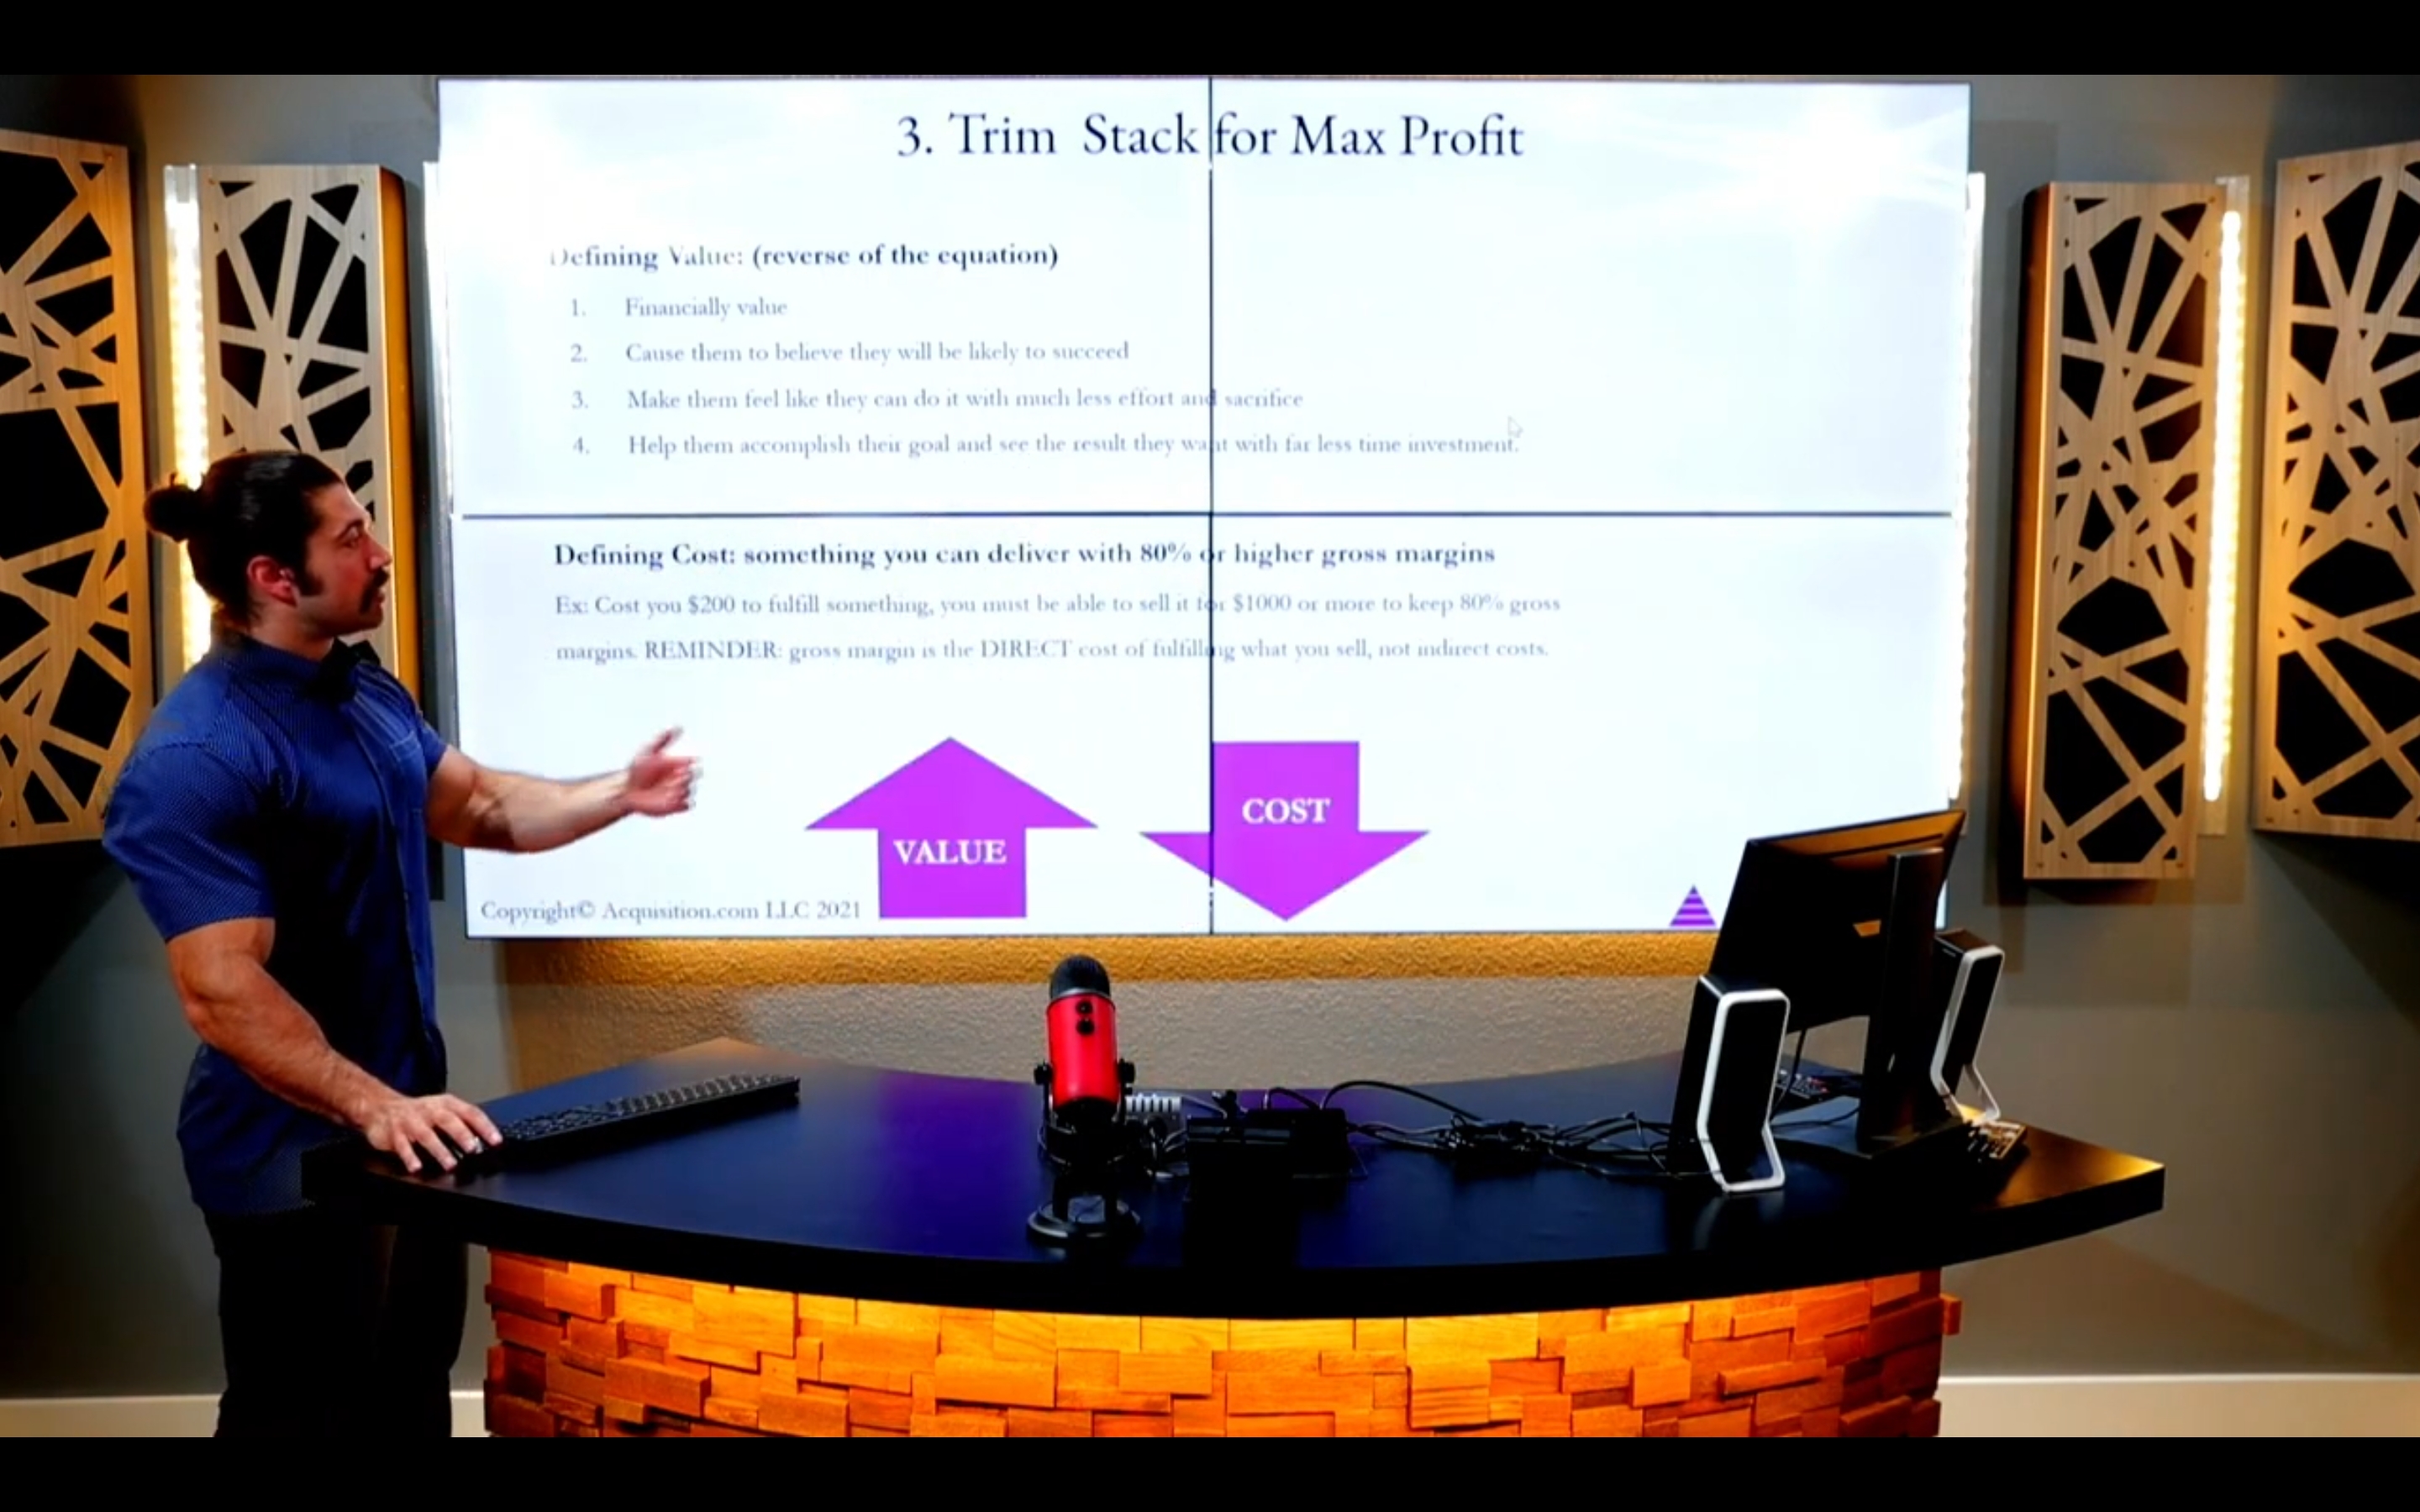 3. Trim Stack for Max Profit
Defining Value: (reverse of the equation)
1. Financially value
2. Cause them to believe they will be likely to succeed
3. Make them feel like they can do it with much less effort and sacrifice
4. Help them accomplish their goal and see the result they want with far less time investment.
Defining Cost: something you can deliver with 80% or higher gross margins
Ex: Cost you $200 to fulfill something, you must be able to sell it for $1000 or more to keep 80% gross
margins. REMINDER: gross margin is the DIRECT cost of fulfilling what you sell, not indirect costs.
VALUE
COST
Copyright© Acquisition.com LLC 2021